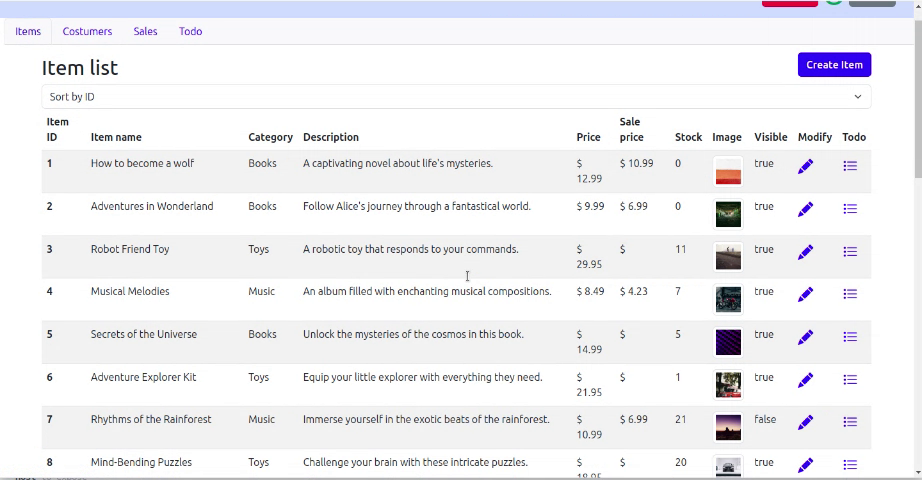 Items Costumers Sales Todo
Item list
Create Item
Sort by ID
Item ID Item name Category Description Price Sale price Stock Image Visible Modify Todo
1 How to become a wolf Books A captivating novel about life's mysteries. $ 12.99 $ 10.99 0 true
2 Adventures in Wonderland Books Follow Alice's journey through a fantastical world. $ 9.99 $ 6.99 0 true
3 Robot Friend Toy Toys A robotic toy that responds to your commands. $ 29.95 $ 11 true
4 Musical Melodies Music An album filled with enchanting musical compositions. $ 8.49 $ 4.23 7 true
5 Secrets of the Universe Books Unlock the mysteries of the cosmos in this book. $ 14.99 $ 5 true
6 Adventure Explorer Kit Toys Equip your little explorer with everything they need. $ 21.95 $ 1 true
7 Rhythms of the Rainforest Music Immerse yourself in the exotic beats of the rainforest. $ 10.99 $ 6.99 21 false
8 Mind-Bending Puzzles Toys Challenge your brain with these intricate puzzles. $ $ 20 true